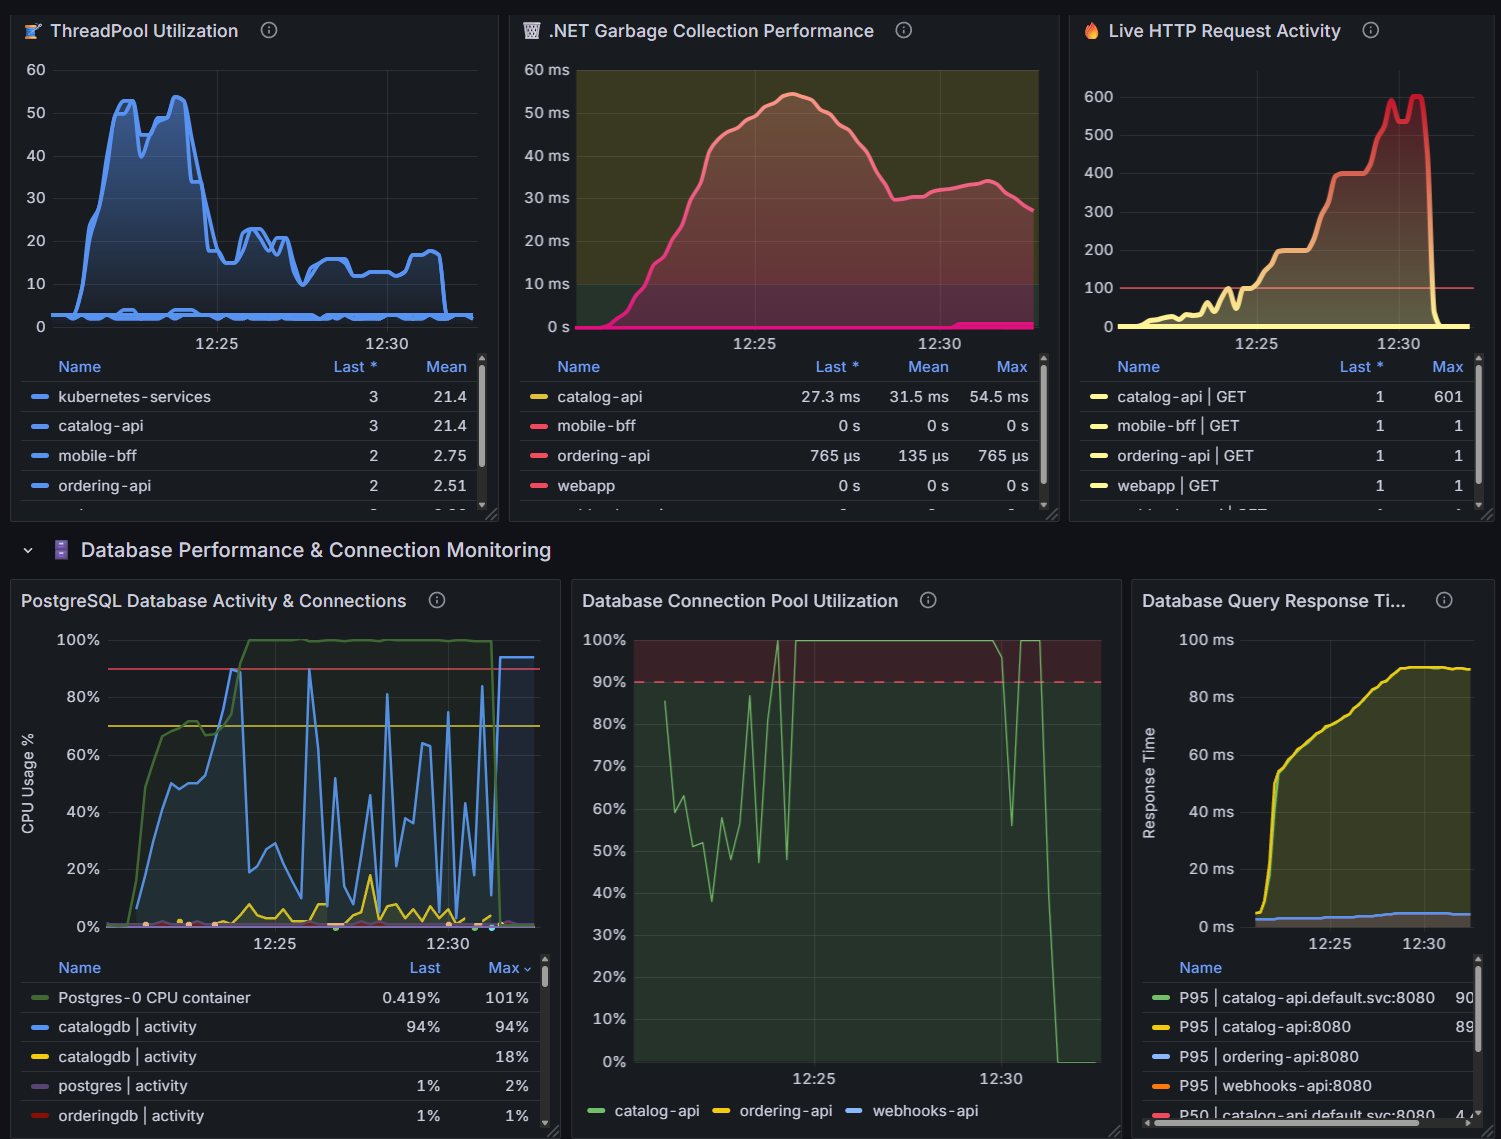 ThreadPool Utilization
60
50
40
30
20
10
0
12:25 12:30
Name Last * Mean
kubernetes-services 3 21.4
catalog-api 3 21.4
mobile-bff 2 2.75
ordering-api 2 2.51
.NET Garbage Collection Performance
60 ms
50 ms
40 ms
30 ms
20 ms
10 ms
0 s
12:25 12:30
Name Last * Mean Max
catalog-api 27.3 ms 31.5 ms 54.5 ms
mobile-bff 0 s 0 s 0 s
ordering-api 765 µs 135 µs 765 µs
webapp 0 s 0 s 0 s
Live HTTP Request Activity
600
500
400
300
200
100
0
12:25 12:30
Name Last * Max
catalog-api | GET 1 601
mobile-bff | GET 1 1
ordering-api | GET 1 1
webapp | GET 1 1
Database Performance & Connection Monitoring
PostgreSQL Database Activity & Connections
CPU Usage %
100%
80%
60%
40%
20%
0%
12:25 12:30
Name Last Max
Postgres-0 CPU container 0.419% 101%
catalogdb | activity 94% 94%
catalogdb | activity 18%
postgres | activity 1% 2%
orderingdb | activity 1% 1%
Database Connection Pool Utilization
100%
90%
80%
70%
60%
50%
40%
30%
20%
10%
0%
12:25 12:30
catalog-api ordering-api webhooks-api
Database Query Response Ti...
Response Time
100 ms
80 ms
60 ms
40 ms
20 ms
0 ms
12:25 12:30
Name
P95 | catalog-api.default.svc:8080 90
P95 | catalog-api:8080 89
P95 | ordering-api:8080
P95 | webhooks-api:8080
P50 | catalog-api.default.svc:8080 4.